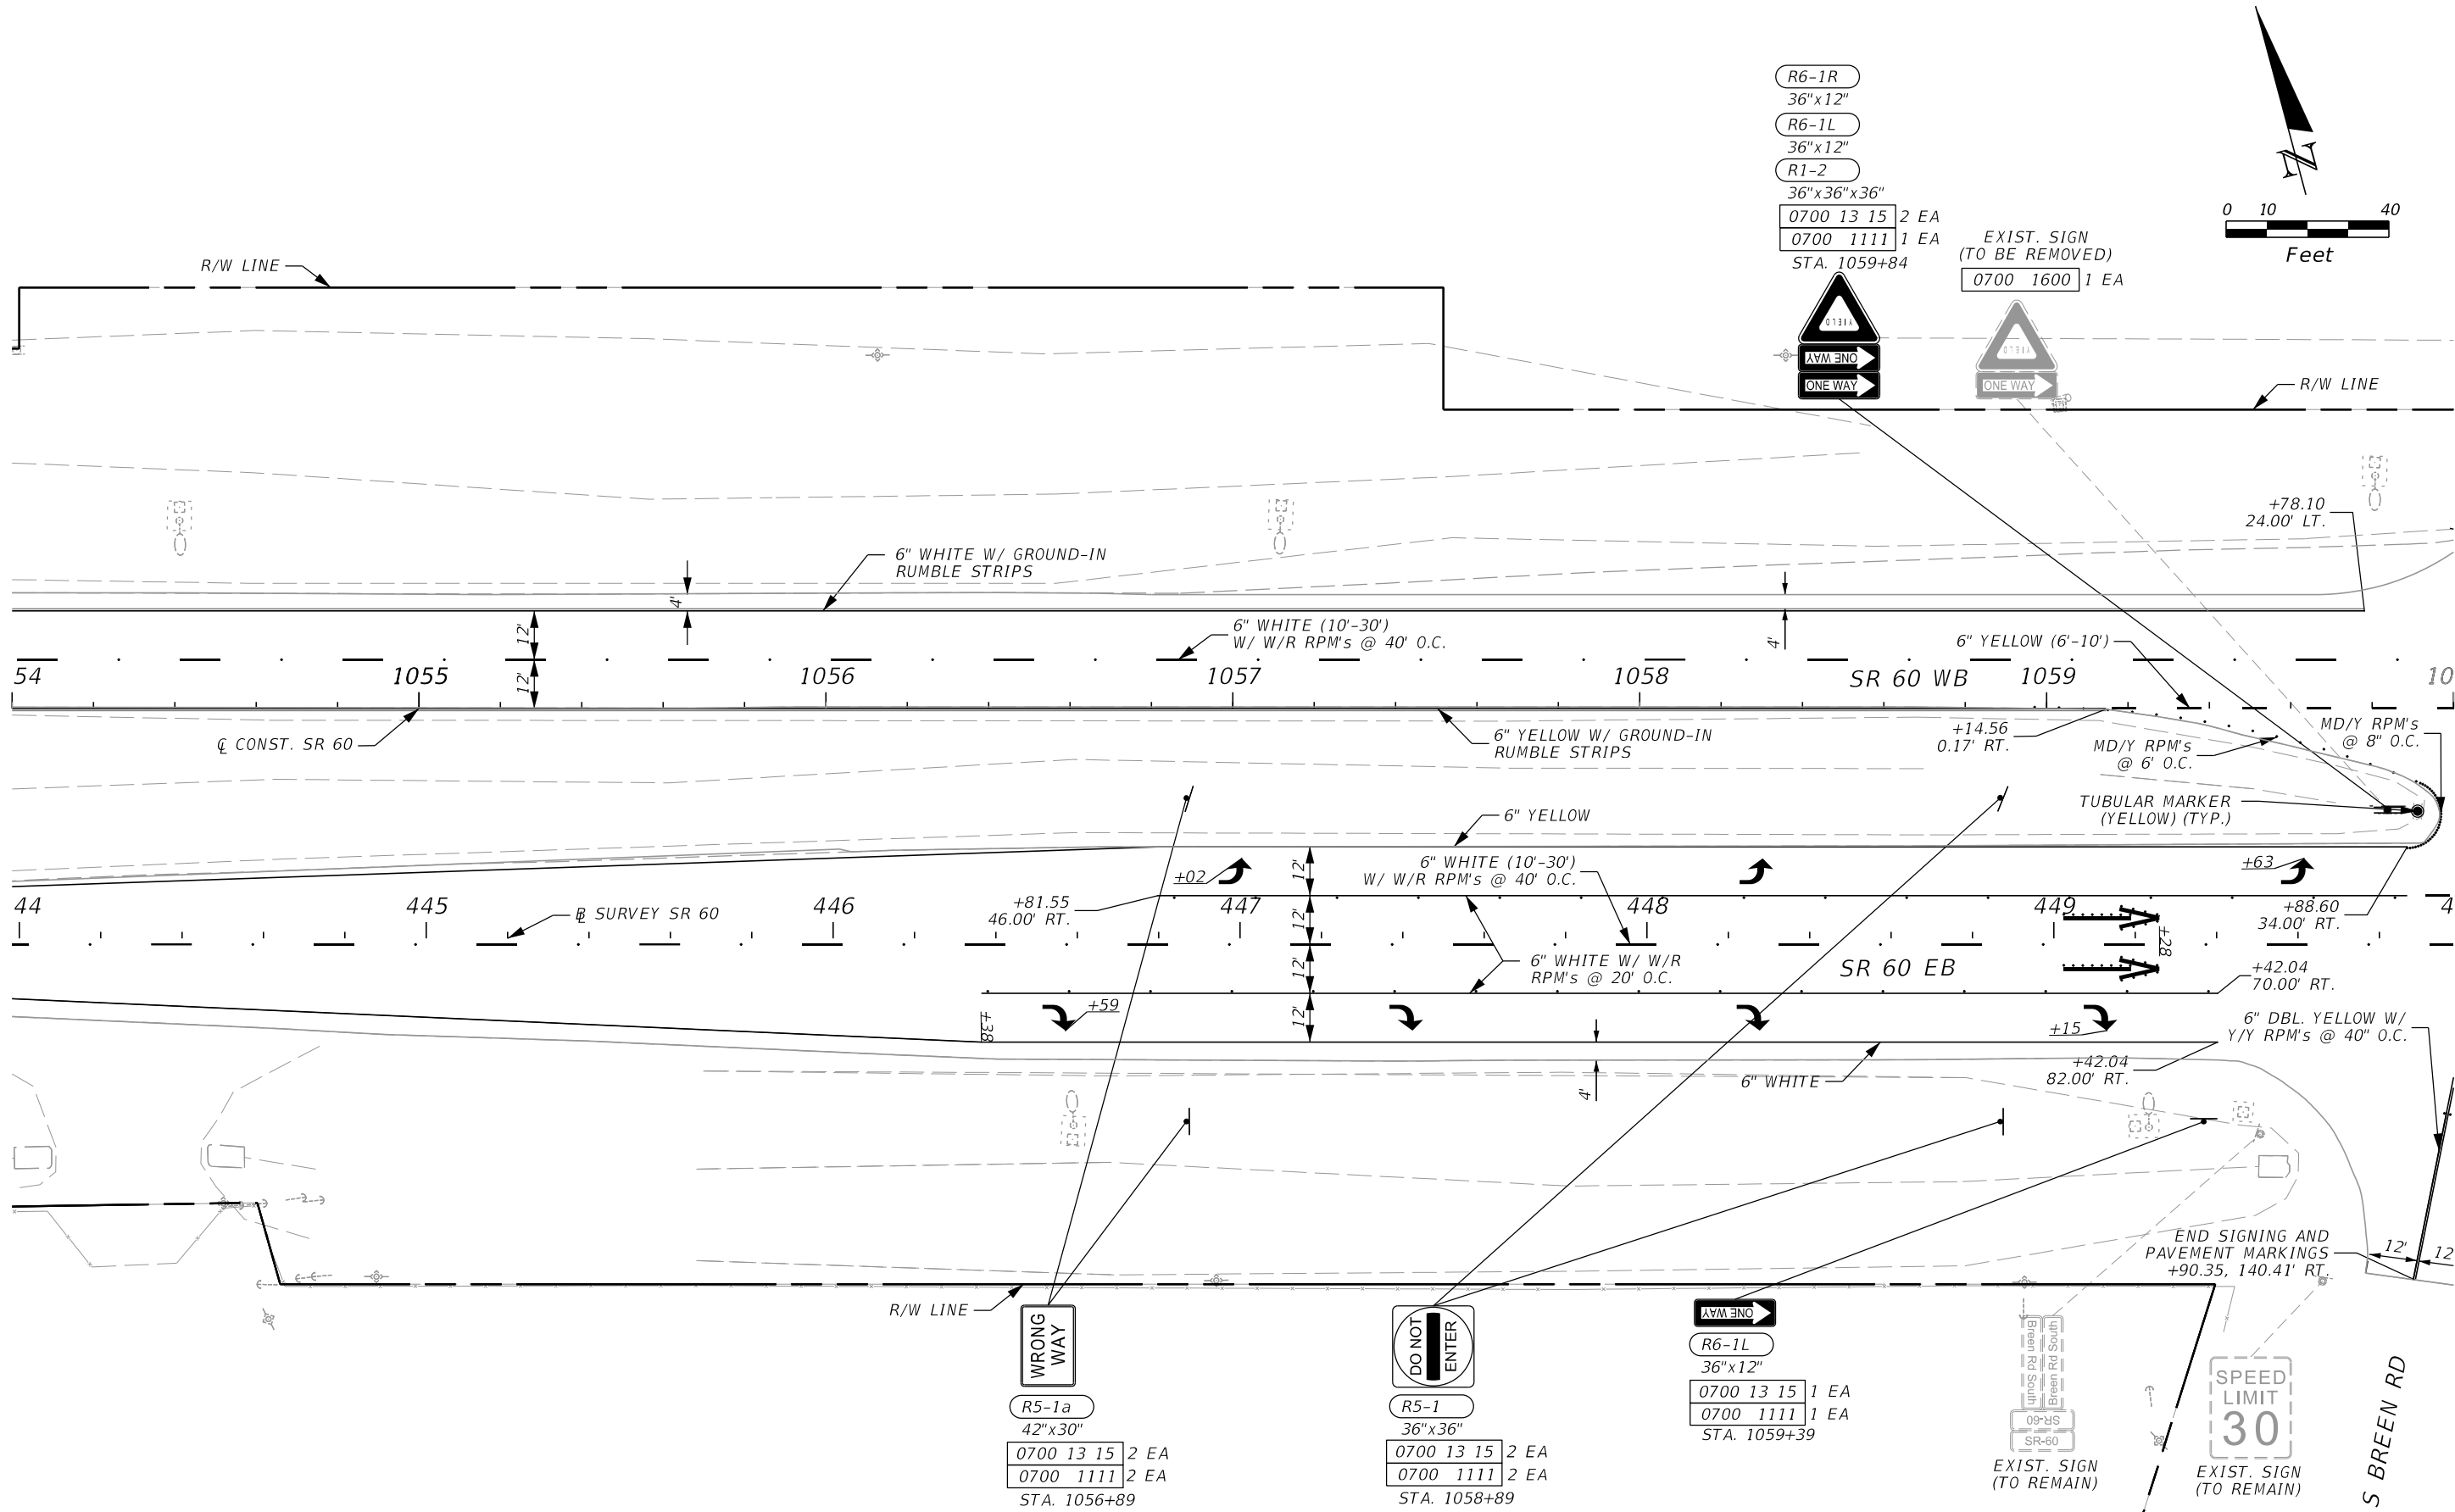 R6-1R
36"x12"
R6-1L
36"x12"
R1-2
36"x36"x36"
0700 13 15 2 EA
0700 1111 1 EA
STA. 1059+84
YIELD
ONE WAY
ONE WAY
EXIST. SIGN
(TO BE REMOVED)
0700 1600 1 EA
YIELD
ONE WAY
N
0 10 40
Feet
R/W LINE
R/W LINE
+78.10
24.00' LT.
6" WHITE W/ GROUND-IN
RUMBLE STRIPS
4'
12'
12'
6" WHITE (10'-30')
W/ W/R RPM's @ 40' O.C.
4'
6" YELLOW (6'-10')
54 1055 1056 1057 1058 SR 60 WB 1059 10
℄ CONST. SR 60
6" YELLOW W/ GROUND-IN
RUMBLE STRIPS
+14.56
0.17' RT.
MD/Y RPM's
@ 6' O.C.
MD/Y RPM's
@ 8" O.C.
TUBULAR MARKER
(YELLOW) (TYP.)
6" YELLOW
6" WHITE (10'-30')
W/ W/R RPM's @ 40' O.C.
+02
+63
12'
12'
12'
12'
+81.55
46.00' RT.
44 445 446 447 448 449 4
B SURVEY SR 60
+88.60
34.00' RT.
+28
6" WHITE W/ W/R
RPM's @ 20' O.C.
SR 60 EB
+42.04
70.00' RT.
+38
+59
+15
6" DBL. YELLOW W/
Y/Y RPM's @ 40" O.C.
+42.04
82.00' RT.
6" WHITE
4'
END SIGNING AND
PAVEMENT MARKINGS
+90.35, 140.41' RT.
12'
12
R/W LINE
WRONG
WAY
R5-1a
42"x30"
0700 13 15 2 EA
0700 1111 2 EA
STA. 1056+89
DO NOT
ENTER
R5-1
36"x36"
0700 13 15 2 EA
0700 1111 2 EA
STA. 1058+89
ONE WAY
R6-1L
36"x12"
0700 13 15 1 EA
0700 1111 1 EA
STA. 1059+39
Breen Rd South
Breen Rd South
SR-60
SR-60
EXIST. SIGN
(TO REMAIN)
SPEED
LIMIT
30
EXIST. SIGN
(TO REMAIN)
S BREEN RD